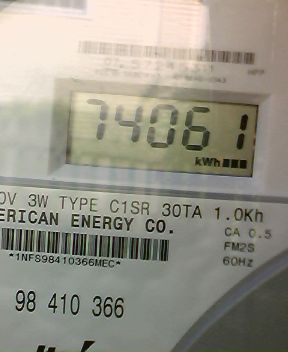 74061
kWh
0V 3W TYPE C1SR 30TA 1.0Kh
ERICAN ENERGY CO.
CA 0.5
FM2S
60Hz
*1NFS98410366MEC*
98 410 366